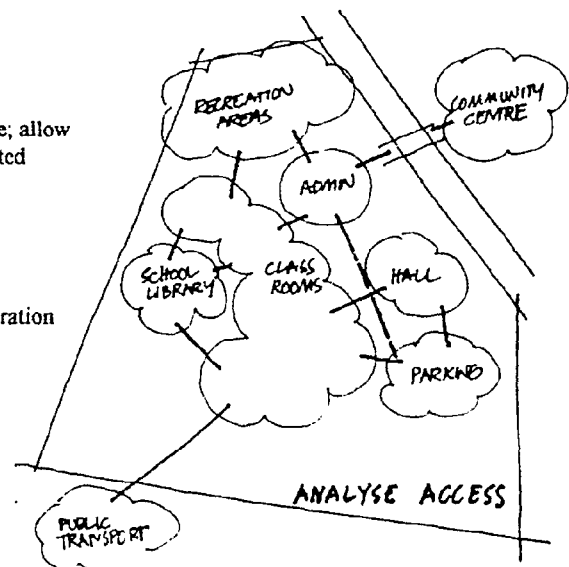 e; allow
ted
ration
RECREATION
AREAS
COMMUNITY
CENTRE
ADMIN
SCHOOL
LIBRARY
CLASS
ROOMS
HALL
PARKING
ANALYSE ACCESS
PUBLIC
TRANSPORT